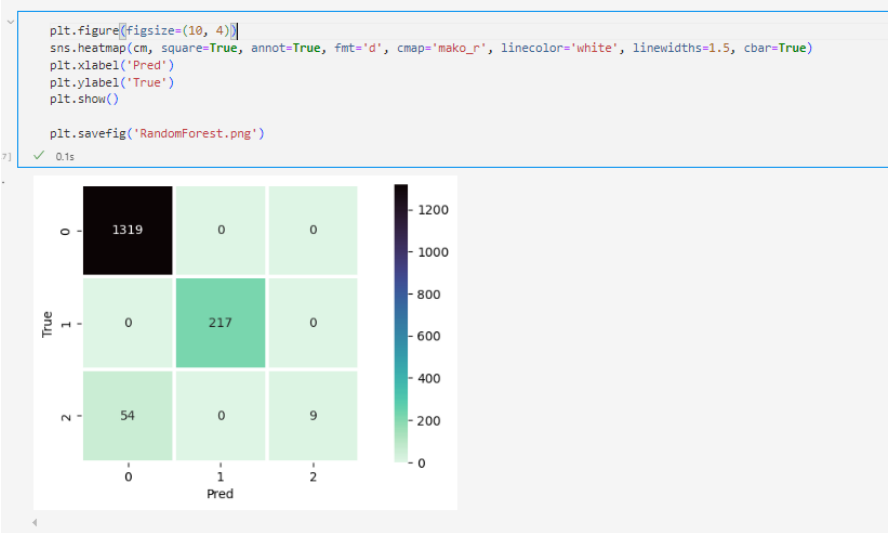 plt.figure(figsize=(10, 4))
sns.heatmap(cm, square=True, annot=True, fmt='d', cmap='mako_r', linecolor='white', linewidths=1.5, cbar=True)
plt.xlabel('Pred')
plt.ylabel('True')
plt.show()
plt.savefig('RandomForest.png')
7]
0.1s
0
1319
0
0
1
0
217
0
2
54
0
9
True
0
1
2
Pred
1200
1000
800
600
400
200
0